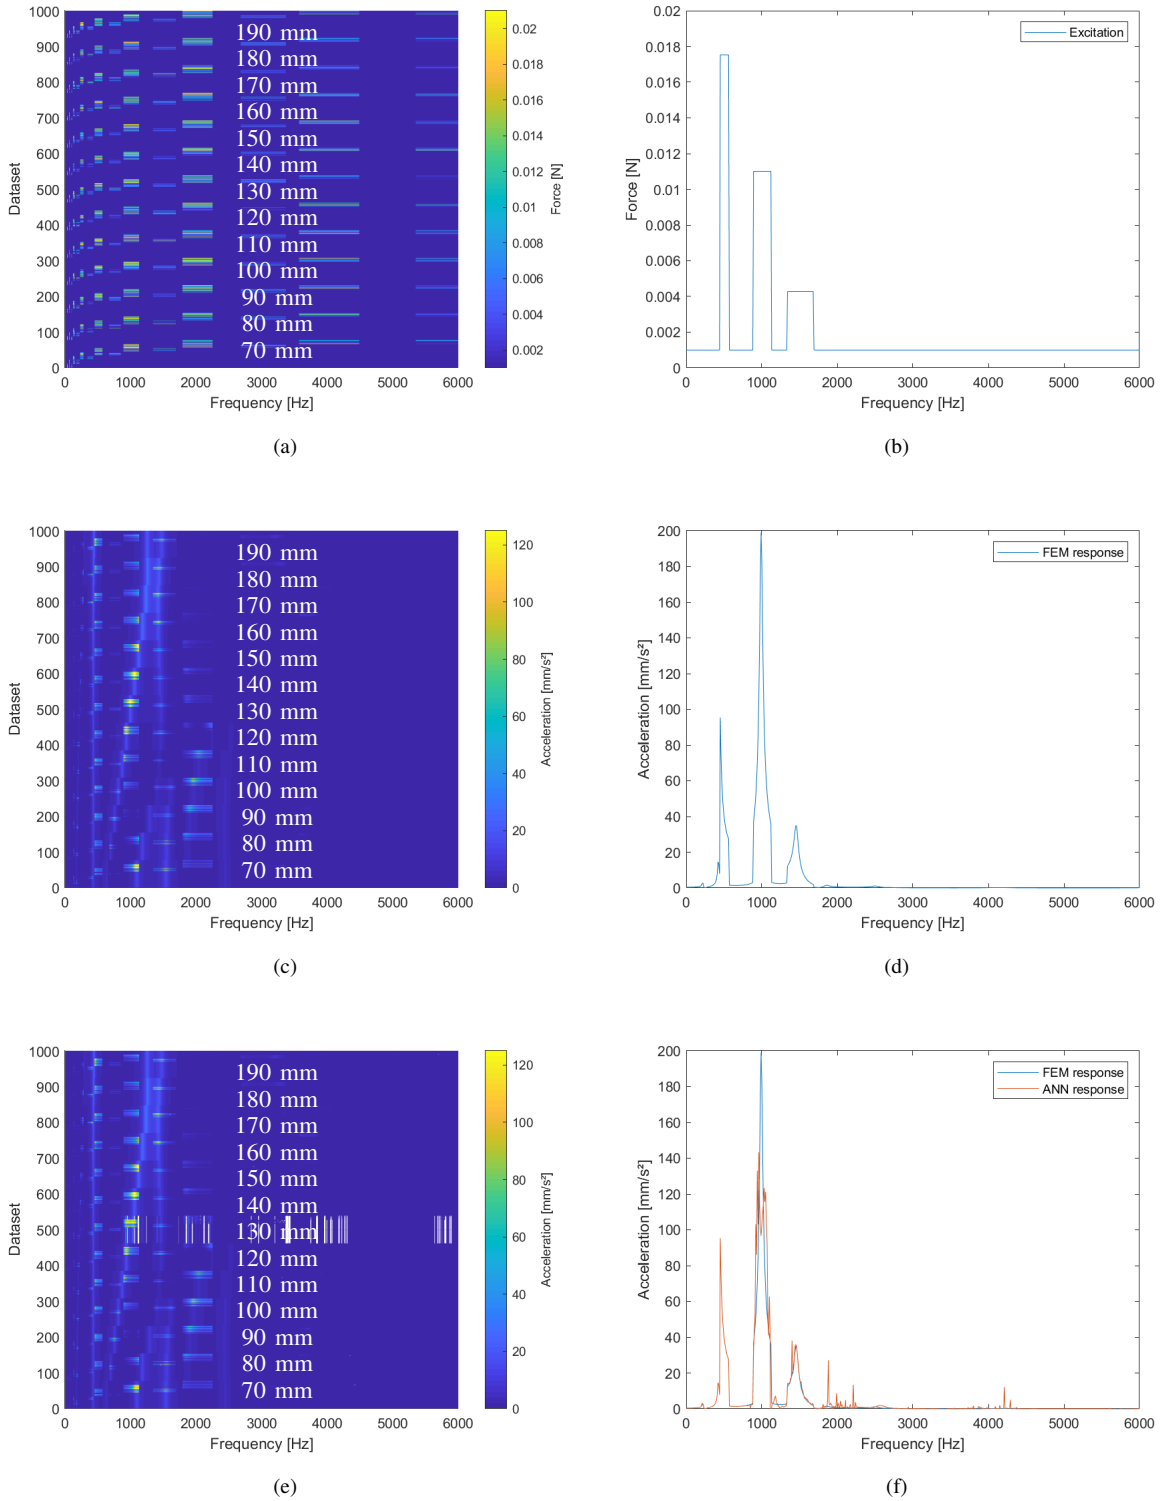 1000
900
800
700
600
500
400
300
200
100
0
Dataset
190 mm
180 mm
170 mm
160 mm
150 mm
140 mm
130 mm
120 mm
110 mm
100 mm
90 mm
80 mm
70 mm
0 1000 2000 3000 4000 5000 6000
Frequency [Hz]
0.02
0.018
0.016
0.014
0.012
0.01
0.008
0.006
0.004
0.002
Force [N]
(a)
0.02
0.018
0.016
0.014
0.012
0.01
0.008
0.006
0.004
0.002
0
Force [N]
Excitation
0 1000 2000 3000 4000 5000 6000
Frequency [Hz]
(b)
1000
900
800
700
600
500
400
300
200
100
0
Dataset
190 mm
180 mm
170 mm
160 mm
150 mm
140 mm
130 mm
120 mm
110 mm
100 mm
90 mm
80 mm
70 mm
0 1000 2000 3000 4000 5000 6000
Frequency [Hz]
120
100
80
60
40
20
0
Acceleration [mm/s²]
(c)
200
180
160
140
120
100
80
60
40
20
0
Acceleration [mm/s²]
FEM response
0 1000 2000 3000 4000 5000 6000
Frequency [Hz]
(d)
1000
900
800
700
600
500
400
300
200
100
0
Dataset
190 mm
180 mm
170 mm
160 mm
150 mm
140 mm
130 mm
120 mm
110 mm
100 mm
90 mm
80 mm
70 mm
0 1000 2000 3000 4000 5000 6000
Frequency [Hz]
120
100
80
60
40
20
0
Acceleration [mm/s²]
(e)
200
180
160
140
120
100
80
60
40
20
0
Acceleration [mm/s²]
FEM response
ANN response
0 1000 2000 3000 4000 5000 6000
Frequency [Hz]
(f)